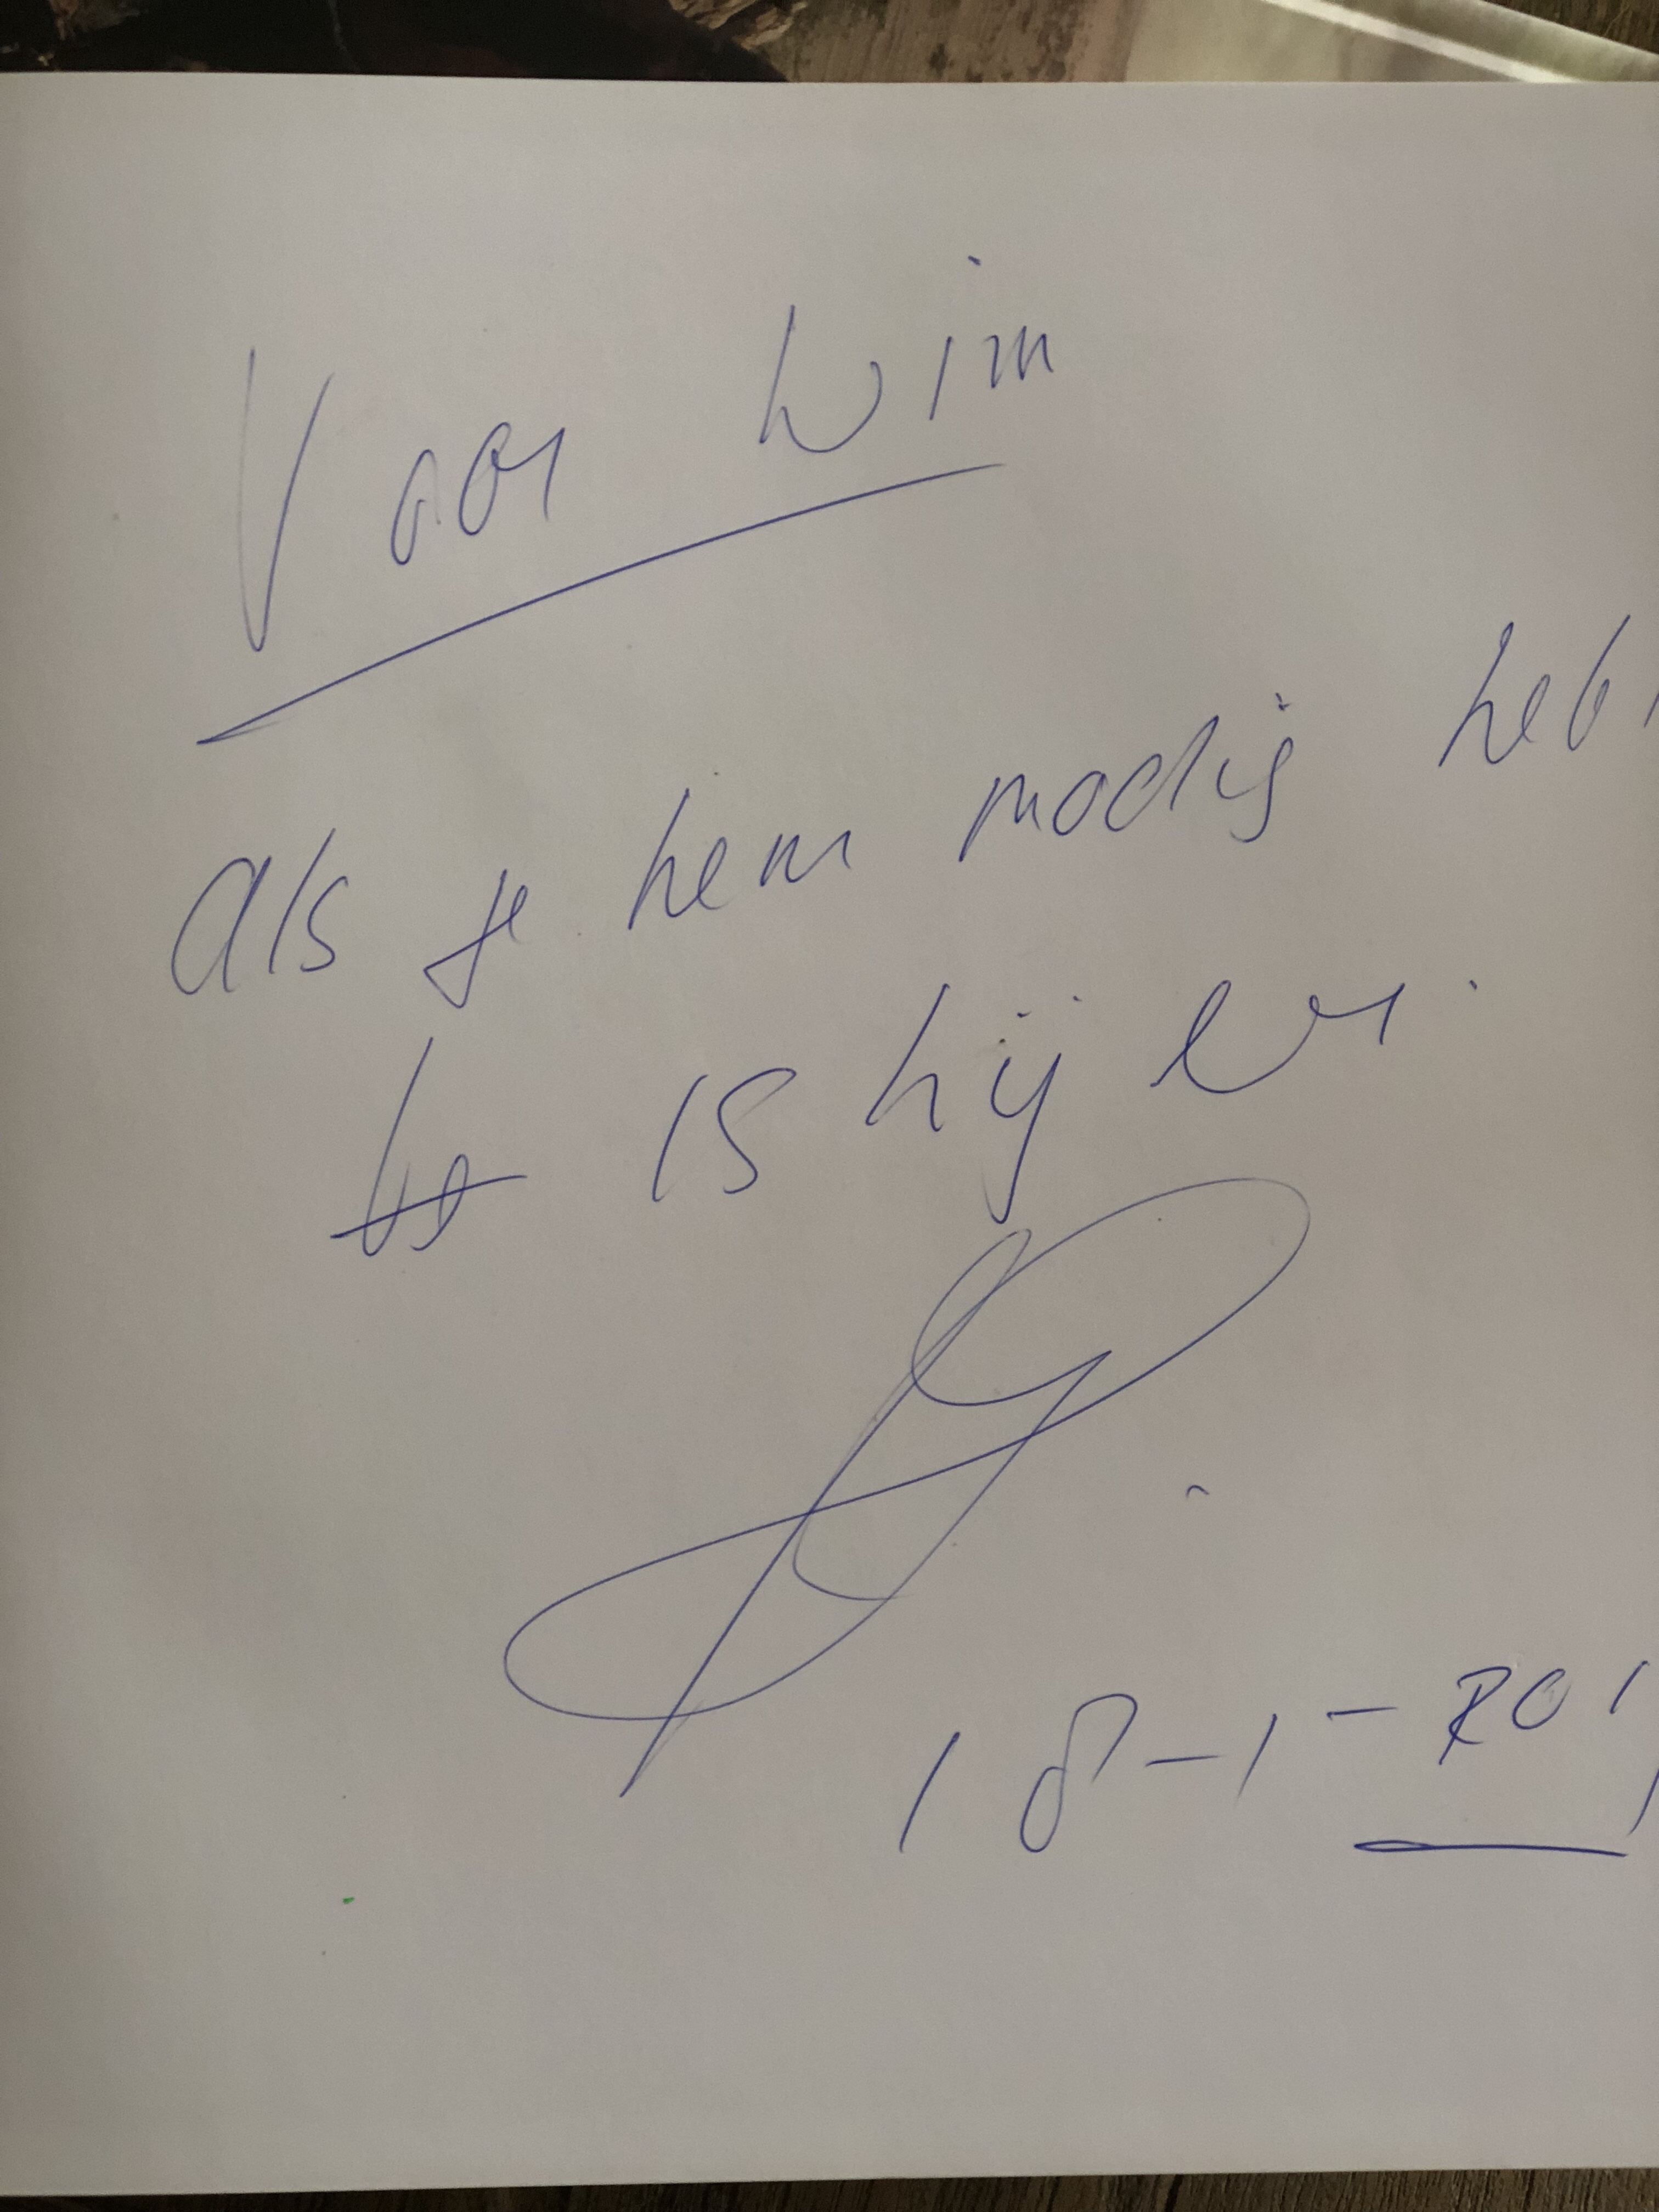 Voor Wim
Als je hem nodig hebt
is hij er.
18-1-201